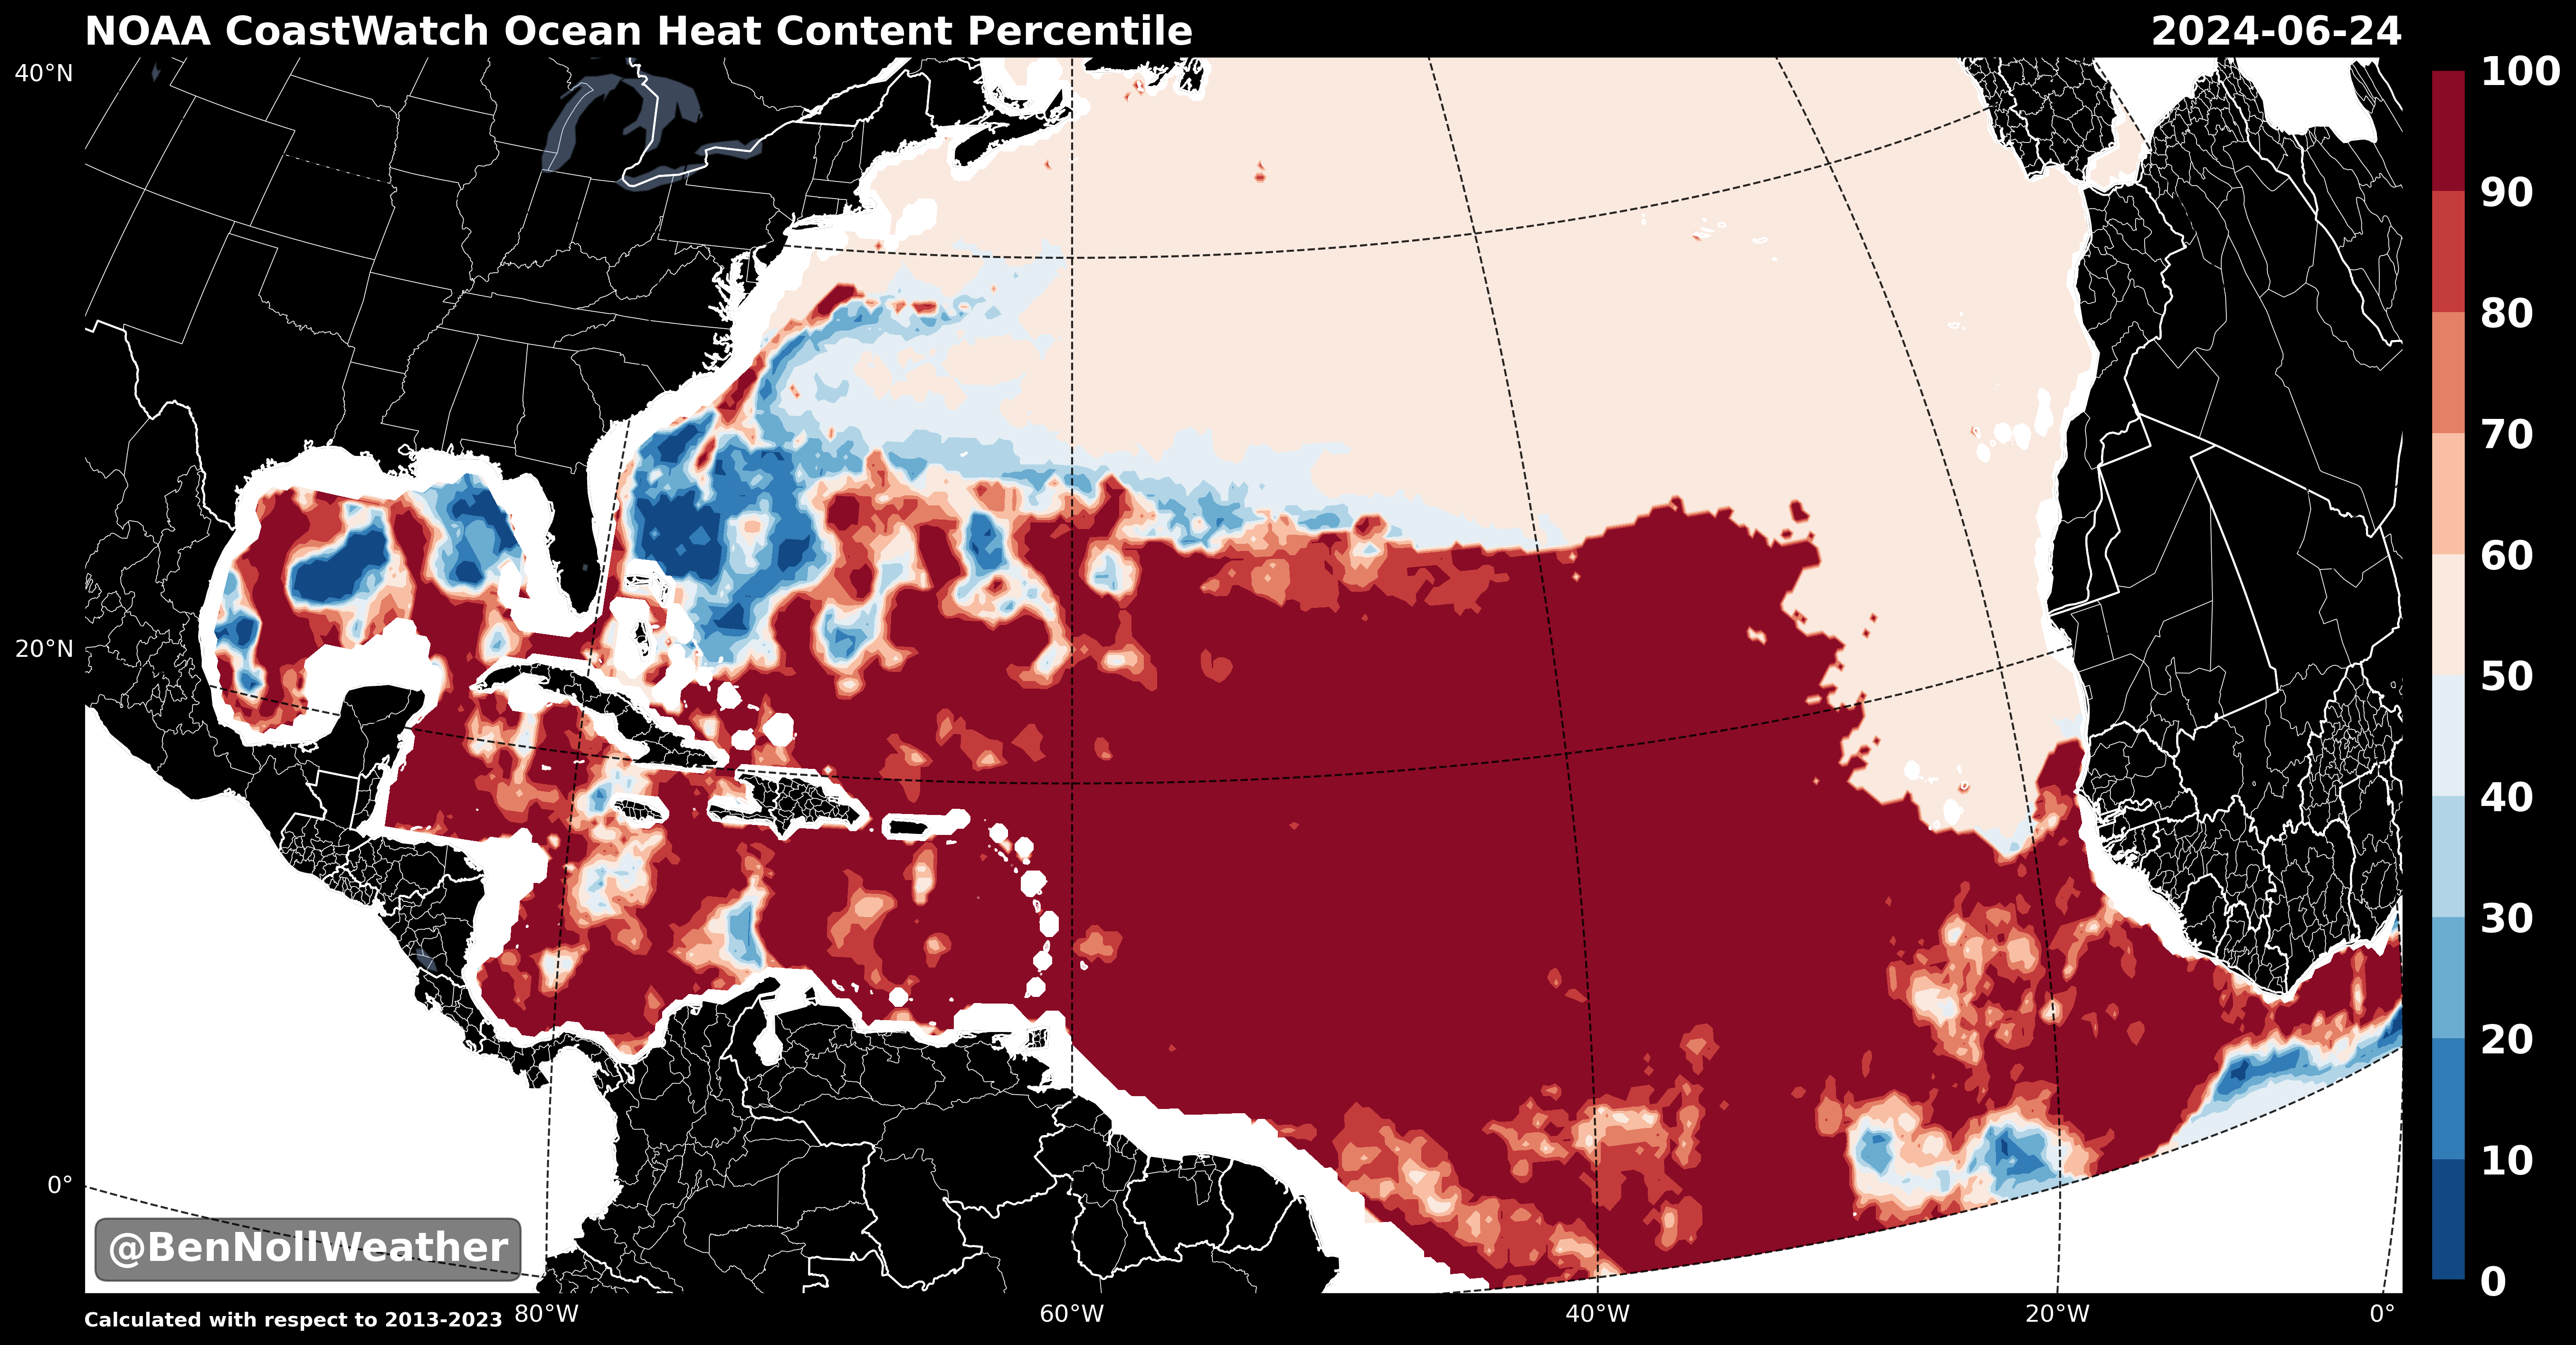 NOAA CoastWatch Ocean Heat Content Percentile 2024-06-24
40°N
20°N
0°
100
90
80
70
60
50
40
30
20
10
0
@BenNollWeather
Calculated with respect to 2013-2023
80°W 60°W 40°W 20°W 0°